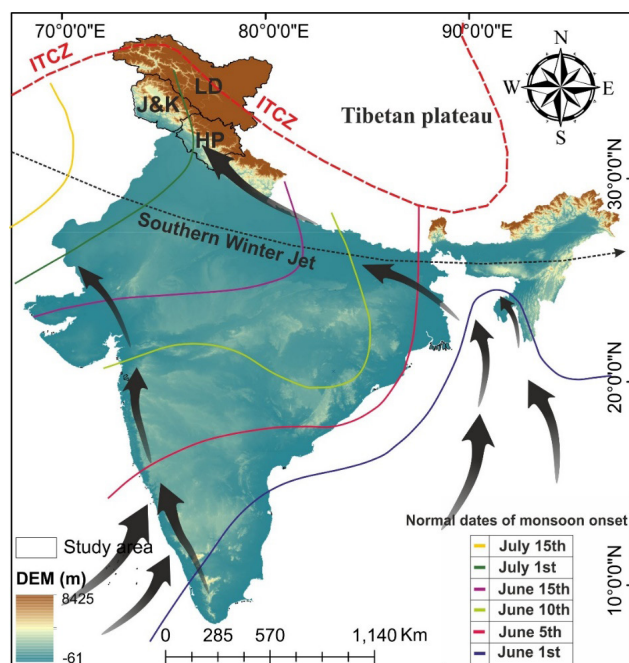 70°0'0"E
80°0'0"E
90°0'0"E
ITCZ
LD
J&K
ITCZ
HP
Tibetan plateau
N
W
E
S
30°0'0"N
Southern Winter Jet
20°0'0"N
Normal dates of monsoon onset
July 15th
July 1st
June 15th
June 10th
June 5th
June 1st
10°0'0"N
Study area
DEM (m)
8425
-61
0 285 570 1,140 Km